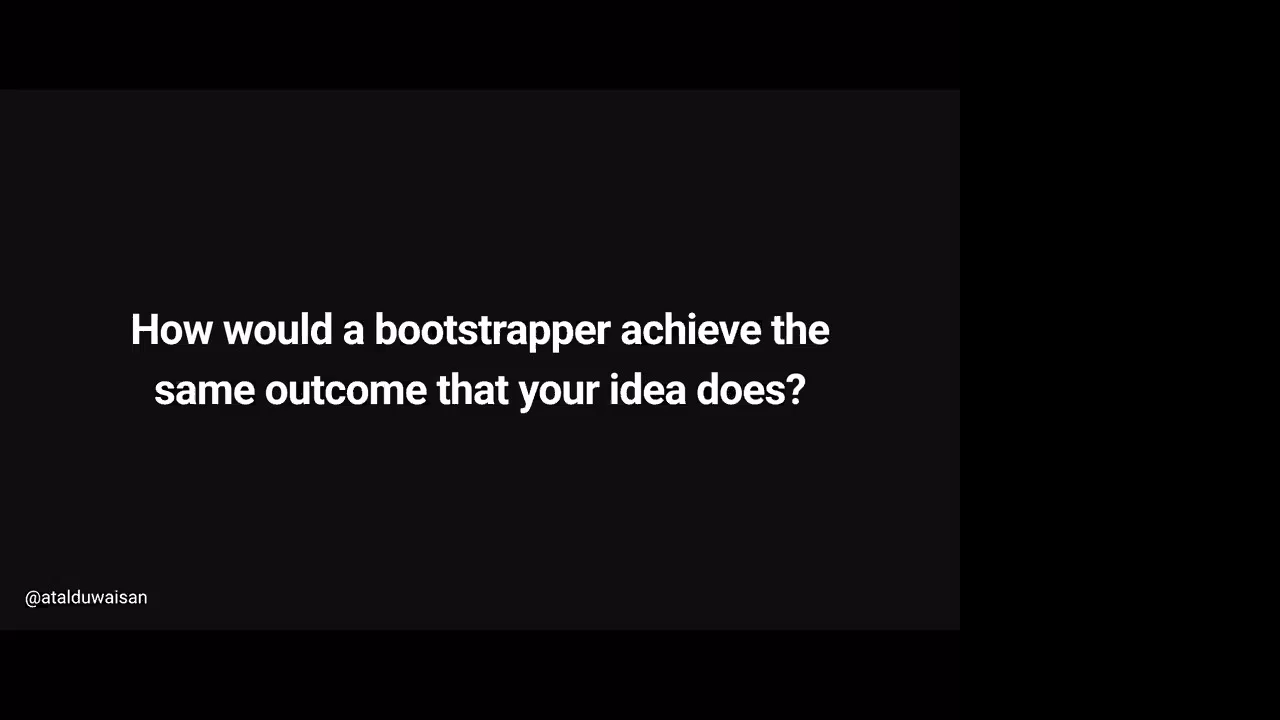 How would a bootstrapper achieve the
same outcome that your idea does?
@atalduwaisan